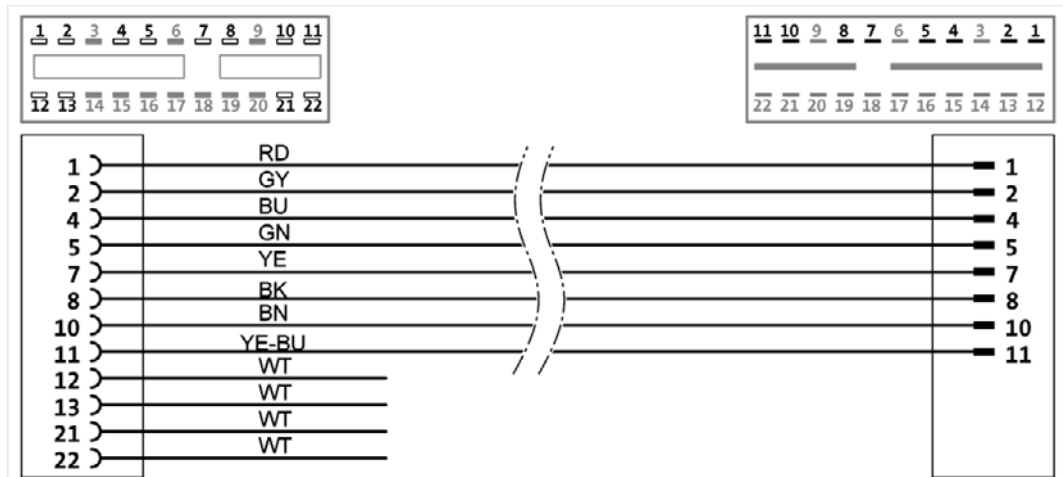 1 2 3 4 5 6 7 8 9 10 11
12 13 14 15 16 17 18 19 20 21 22
11 10 9 8 7 6 5 4 3 2 1
22 21 20 19 18 17 16 15 14 13 12
1 RD 1
2 GY 2
4 BU 4
5 GN 5
7 YE 7
8 BK 8
10 BN 10
11 YE-BU 11
12 WT
13 WT
21 WT
22 WT